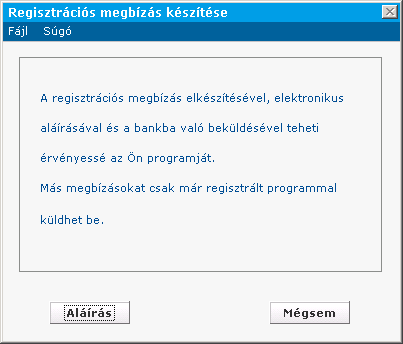 Regisztrációs megbízás készítése
Fájl Súgó
A regisztrációs megbízás elkészítésével, elektronikus
aláírásával és a bankba való beküldésével teheti
érvényessé az Ön programját.
Más megbízásokat csak már regisztrált programmal
küldhet be.
Aláírás Mégsem